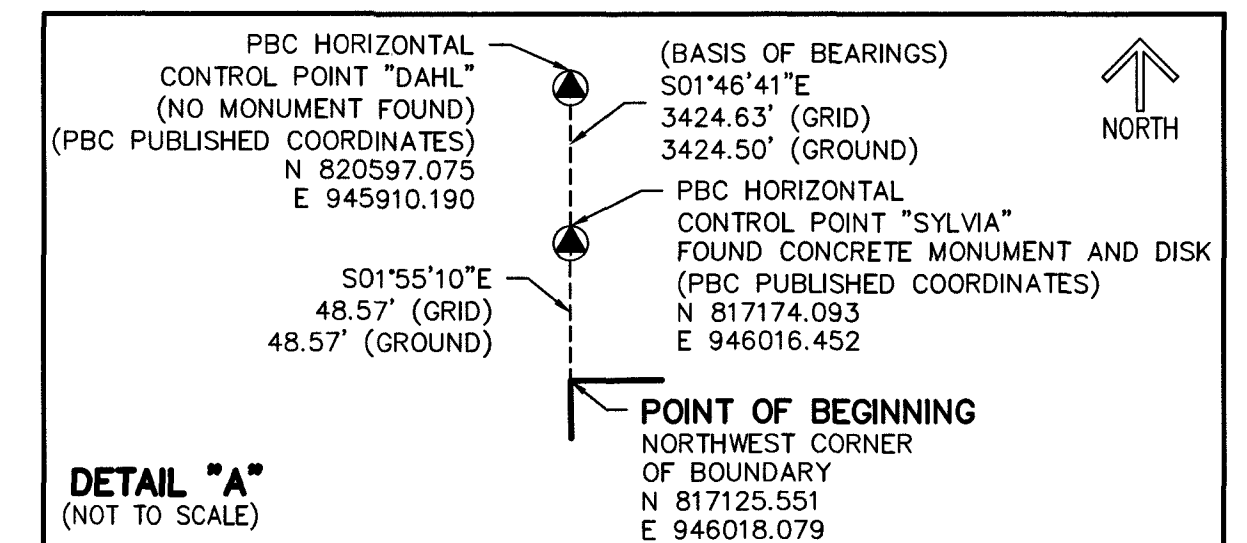 PBC HORIZONTAL
CONTROL POINT "DAHL"
(NO MONUMENT FOUND)
(PBC PUBLISHED COORDINATES)
N 820597.075
E 945910.190
(BASIS OF BEARINGS)
S01°46'41"E
3424.63' (GRID)
3424.50' (GROUND)
NORTH
PBC HORIZONTAL
CONTROL POINT "SYLVIA"
FOUND CONCRETE MONUMENT AND DISK
(PBC PUBLISHED COORDINATES)
N 817174.093
E 946016.452
S01°55'10"E
48.57' (GRID)
48.57' (GROUND)
POINT OF BEGINNING
NORTHWEST CORNER
OF BOUNDARY
N 817125.551
E 946018.079
DETAIL "A"
(NOT TO SCALE)